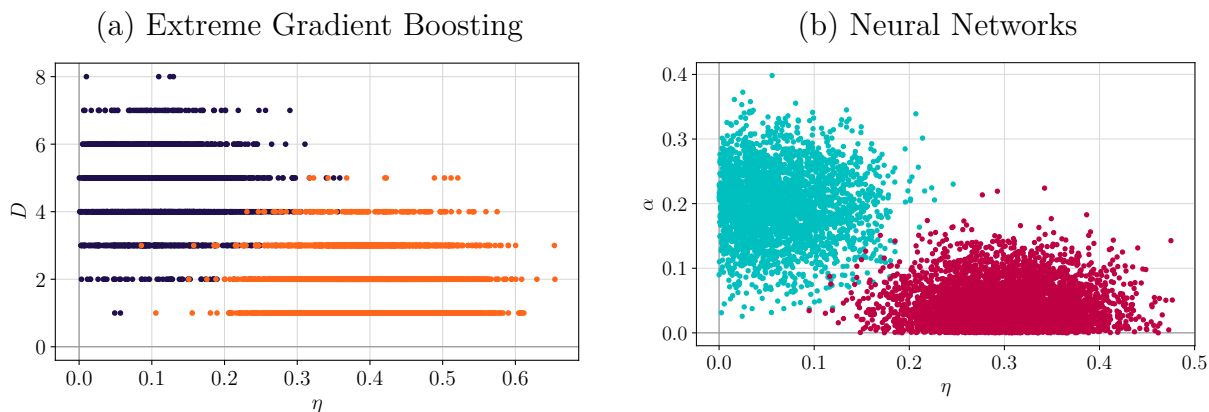 (a) Extreme Gradient Boosting
(b) Neural Networks
8
6
4
2
0
D
0.0 0.1 0.2 0.3 0.4 0.5 0.6
η
0.4
0.3
0.2
0.1
0.0
α
0.0 0.1 0.2 0.3 0.4 0.5
η